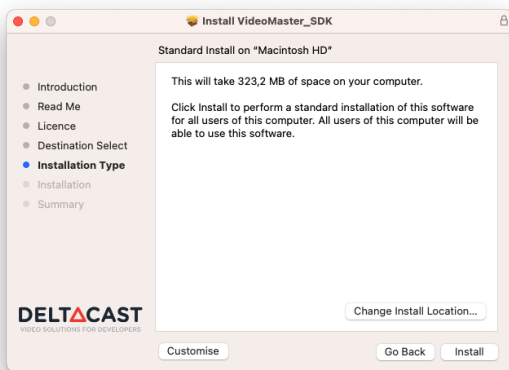 Install VideoMaster_SDK
Standard Install on “Macintosh HD”
Introduction
Read Me
Licence
Destination Select
Installation Type
Installation
Summary
This will take 323,2 MB of space on your computer.
Click Install to perform a standard installation of this software
for all users of this computer. All users of this computer will be
able to use this software.
DELTACAST
VIDEO SOLUTIONS FOR DEVELOPERS
Change Install Location...
Customise
Go Back
Install